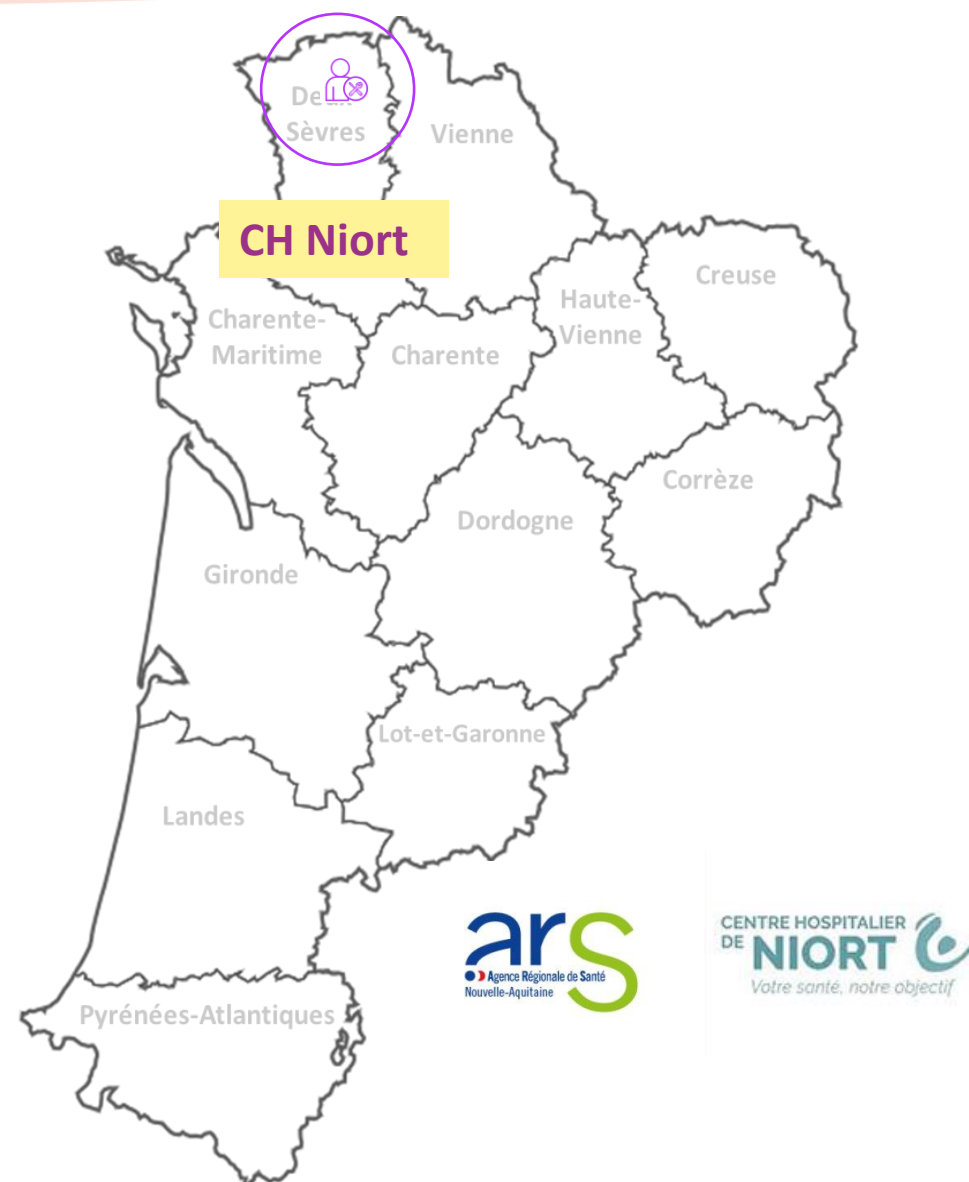 Deux-
Sèvres
Vienne
CH Niort
Creuse
Haute-
Vienne
Charente-
Maritime
Charente
Corrèze
Dordogne
Gironde
Lot-et-Garonne
Landes
ars
Agence Régionale de Santé
Nouvelle-Aquitaine
CENTRE HOSPITALIER
DE NIORT
Votre santé, notre objectif
Pyrénées-Atlantiques